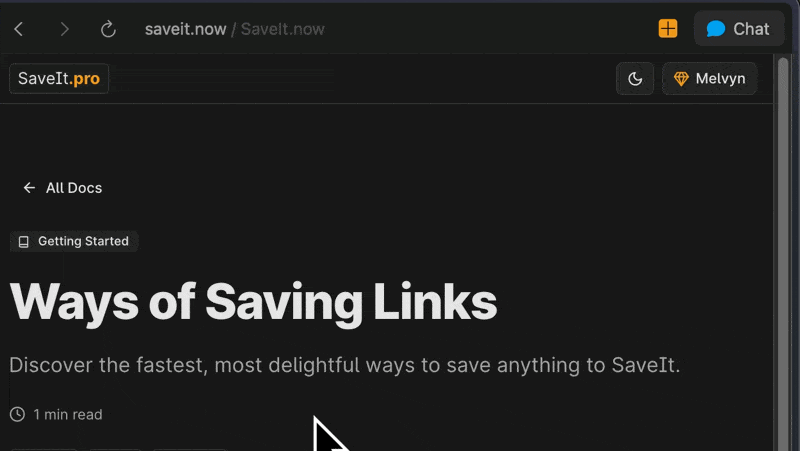 saveit.now / SaveIt.now
Chat
SaveIt.pro
Melvyn
All Docs
Getting Started
Ways of Saving Links
Discover the fastest, most delightful ways to save anything to SaveIt.
1 min read